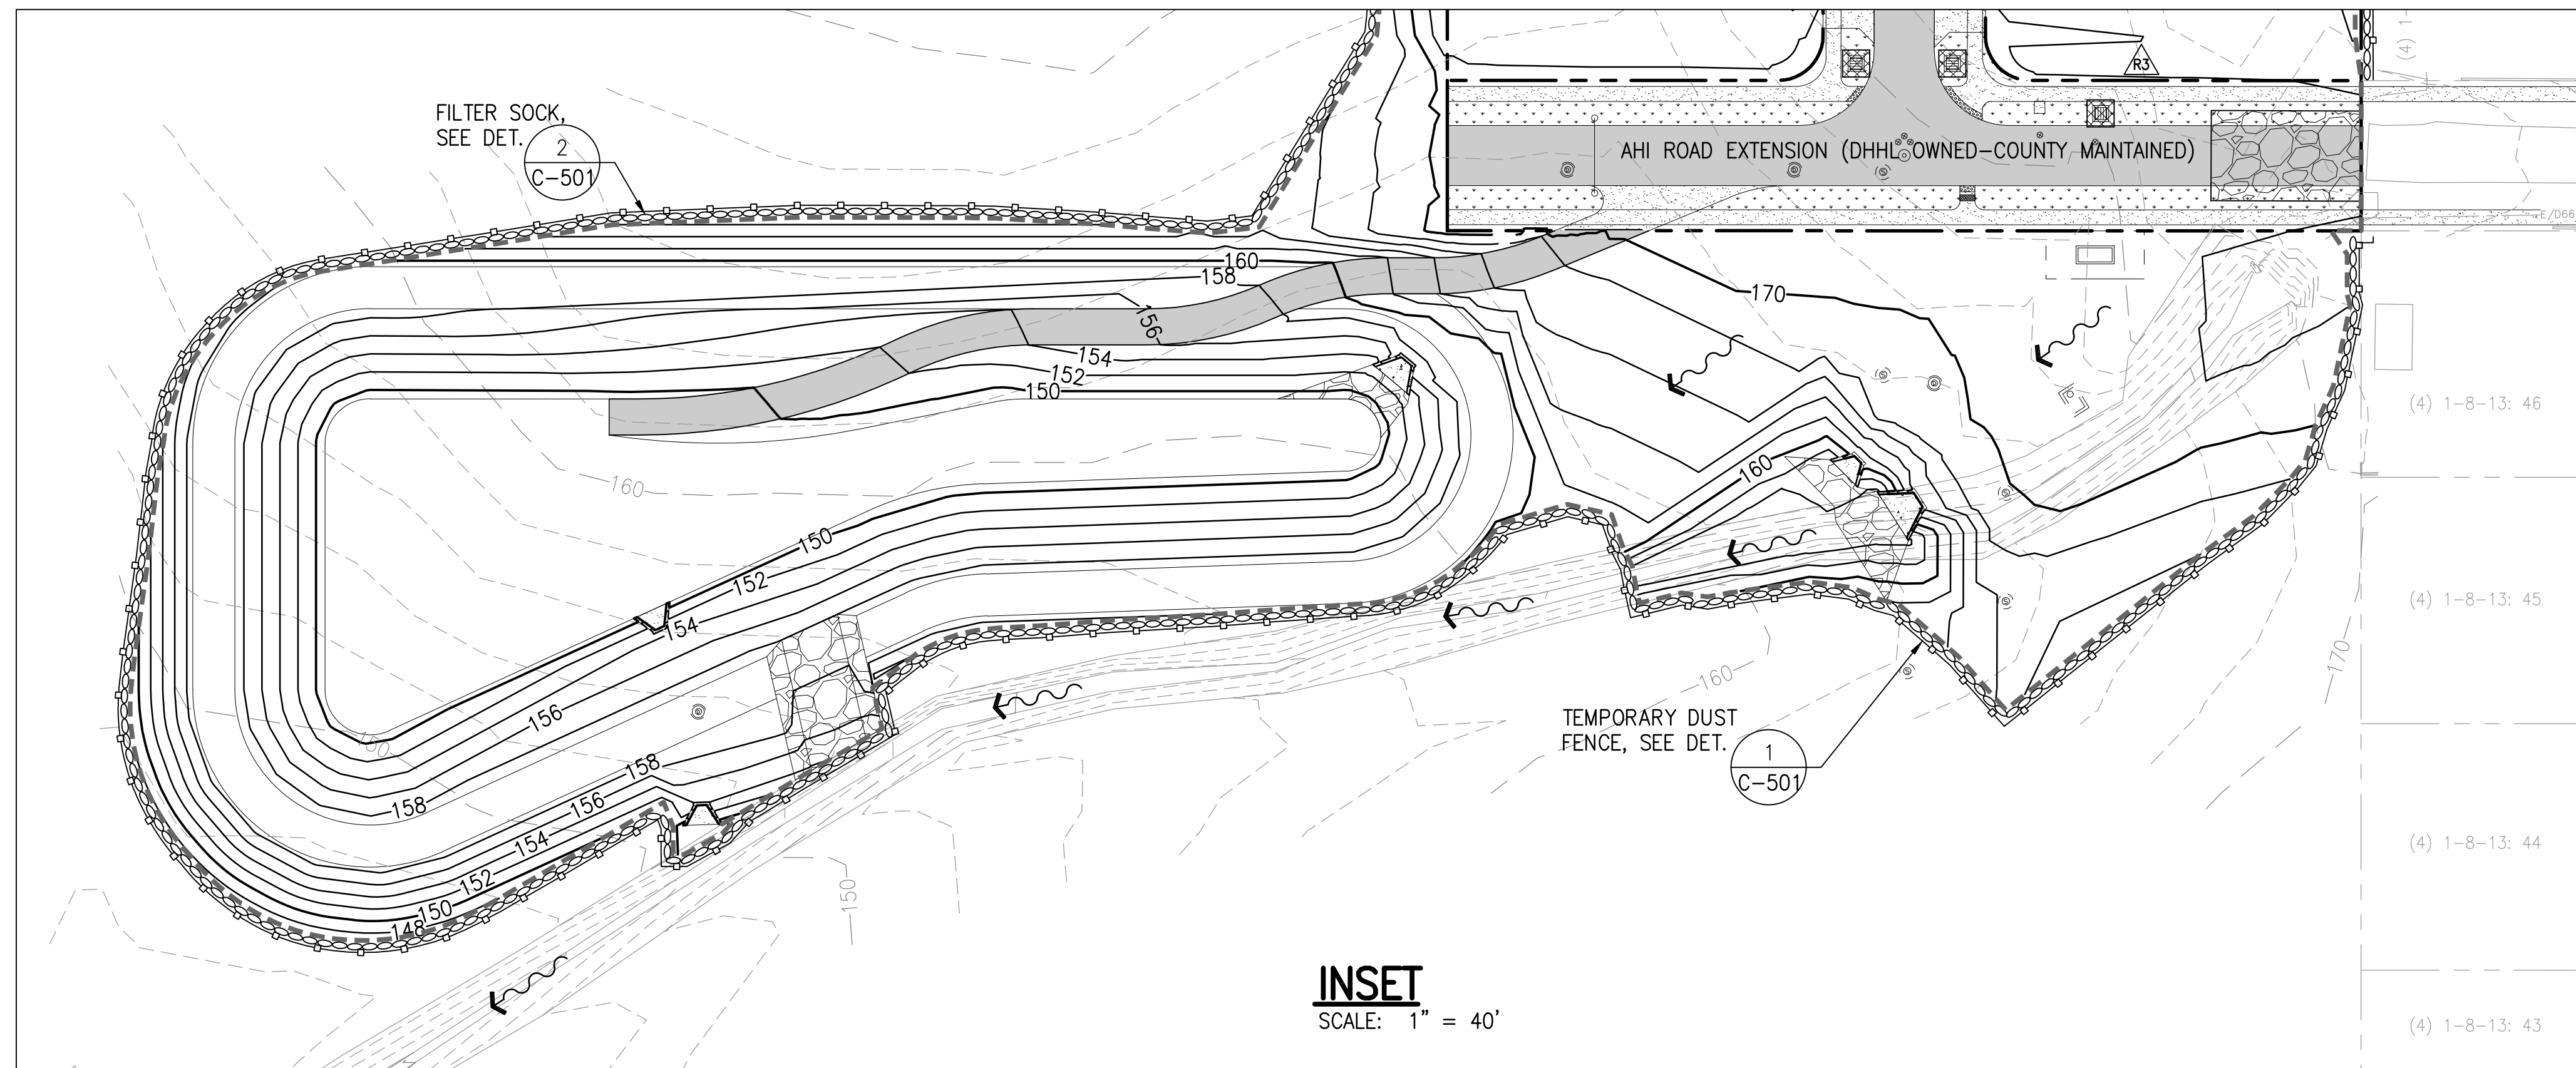 (4) 1
R3
FILTER SOCK,
SEE DET.
2
C-501
AHI ROAD EXTENSION (DHHL OWNED-COUNTY MAINTAINED)
E/D66
160
158
170
156
154
152
150
(4) 1-8-13: 46
160
160
150
152
154
(4) 1-8-13: 45
170
160
156
TEMPORARY DUST
FENCE, SEE DET.
1
C-501
150
158
158
156
154
(4) 1-8-13: 44
152
150
150
148
INSET
SCALE: 1" = 40'
(4) 1-8-13: 43